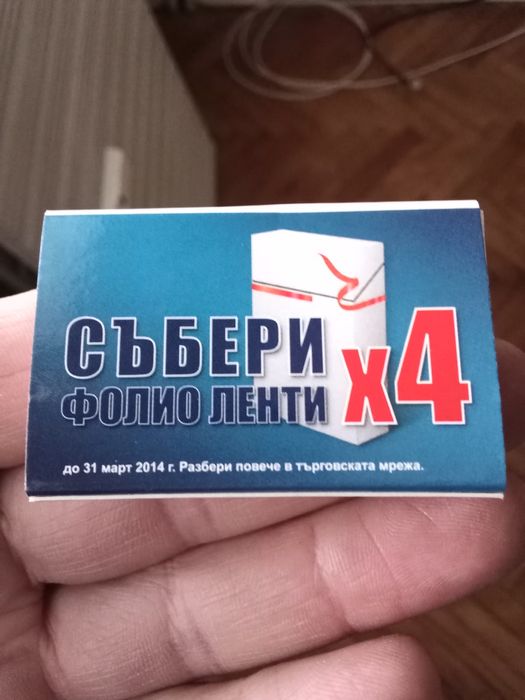 СЪБЕРИ
ФОЛИО ЛЕНТИ x4
до 31 март 2014 г. Разбери повече в търговската мрежа.